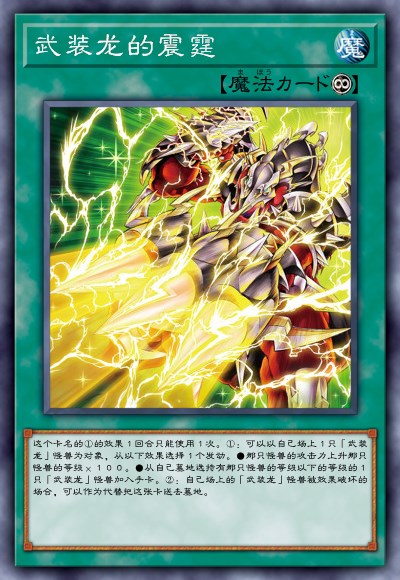 武装龙的震霆
魔
【魔法カード】
ま ほう
这个卡名的①的效果1回合只能使用1次。①：可以以自己场上1只「武装
龙」怪兽为对象，从以下效果选择1个发动。●那只怪兽的攻击力上升那只
怪兽的等级×100。●从自己墓地选持有那只怪兽的等级以下的等级的1
只「武装龙」怪兽加入手卡。②：自己场上的「武装龙」怪兽被效果破坏的
场合，可以作为代替把这张卡送去墓地。